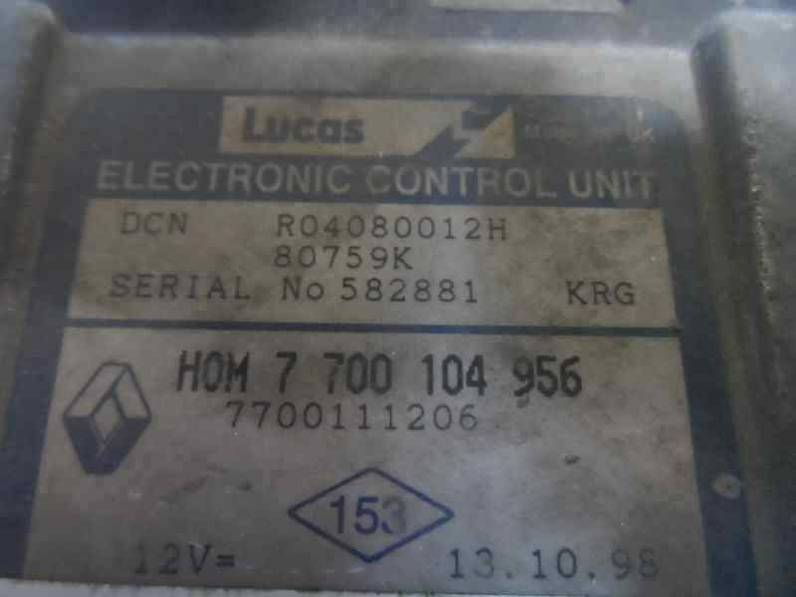 Lucas
ELECTRONIC CONTROL UNIT
DCN R04080012H
80759K
SERIAL No 582881 KRG
HOM 7 700 104 956
7700111206
153
12V= 13.10.98